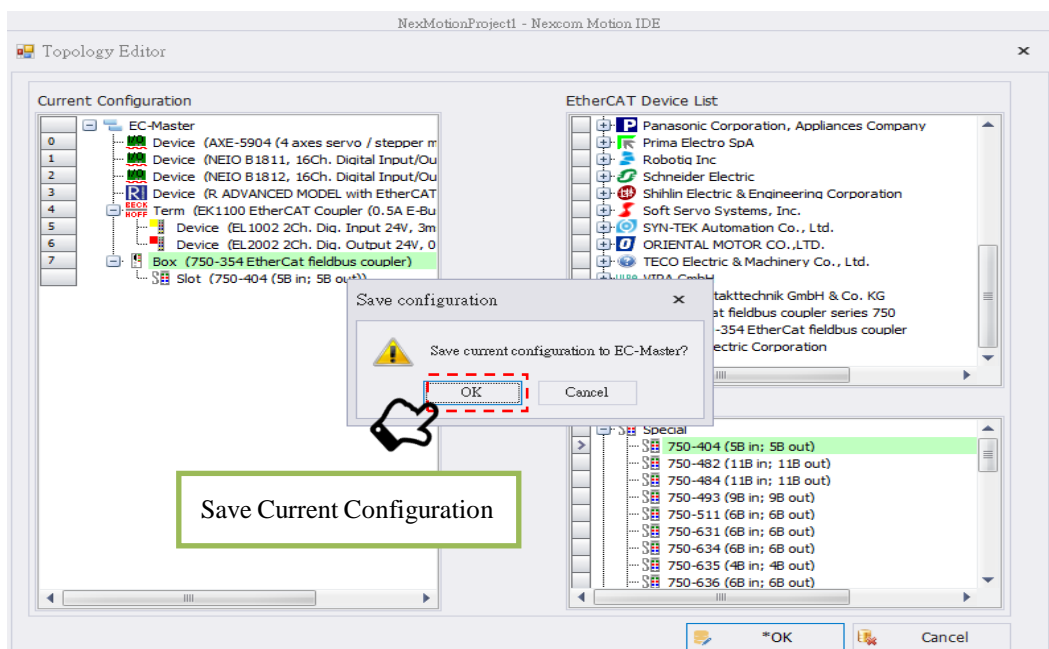 NexMotionProject1 - Nexcom Motion IDE
Topology Editor
Current Configuration
EC-Master
0 Device (AXE-5904 (4 axes servo / stepper m
1 Device (NEIO B1811, 16Ch. Digital Input/Ou
2 Device (NEIO B1812, 16Ch. Digital Input/Ou
3 Device (R ADVANCED MODEL with EtherCAT
4 BECKHOFF Term (EK1100 EtherCAT Coupler (0.5A E-Bu
5 Device (EL1002 2Ch. Dig. Input 24V, 3m
6 Device (EL2002 2Ch. Dig. Output 24V, 0
7 Box (750-354 EtherCat fieldbus coupler)
Slot (750-404 (5B in; 5B out))
EtherCAT Device List
Panasonic Corporation, Appliances Company
Prima Electro SpA
Robotiq Inc
Schneider Electric
Shihlin Electric & Engineering Corporation
Soft Servo Systems, Inc.
SYN-TEK Automation Co., Ltd.
ORIENTAL MOTOR CO.,LTD.
TECO Electric & Machinery Co., Ltd.
VIPA GmbH
takttechnik GmbH & Co. KG
at fieldbus coupler series 750
-354 EtherCat fieldbus coupler
ectric Corporation
Save configuration
Save current configuration to EC-Master?
OK
Cancel
Save Current Configuration
Special
750-404 (5B in; 5B out)
750-482 (11B in; 11B out)
750-484 (11B in; 11B out)
750-493 (9B in; 9B out)
750-511 (6B in; 6B out)
750-631 (6B in; 6B out)
750-634 (6B in; 6B out)
750-635 (4B in; 4B out)
750-636 (6B in; 6B out)
*OK
Cancel